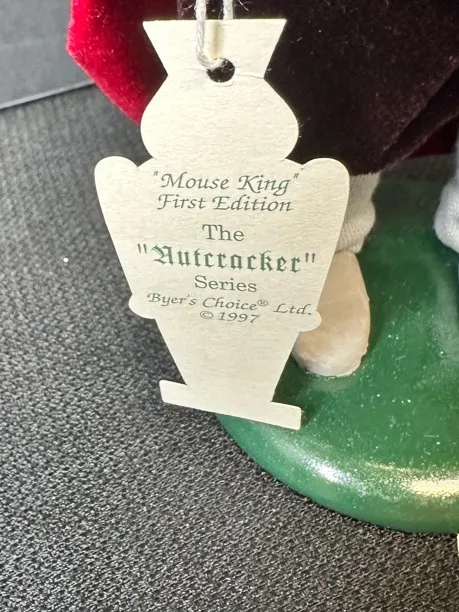 "Mouse King"
First Edition
The
"Nutcracker"
Series
Byer's Choice® Ltd.
© 1997